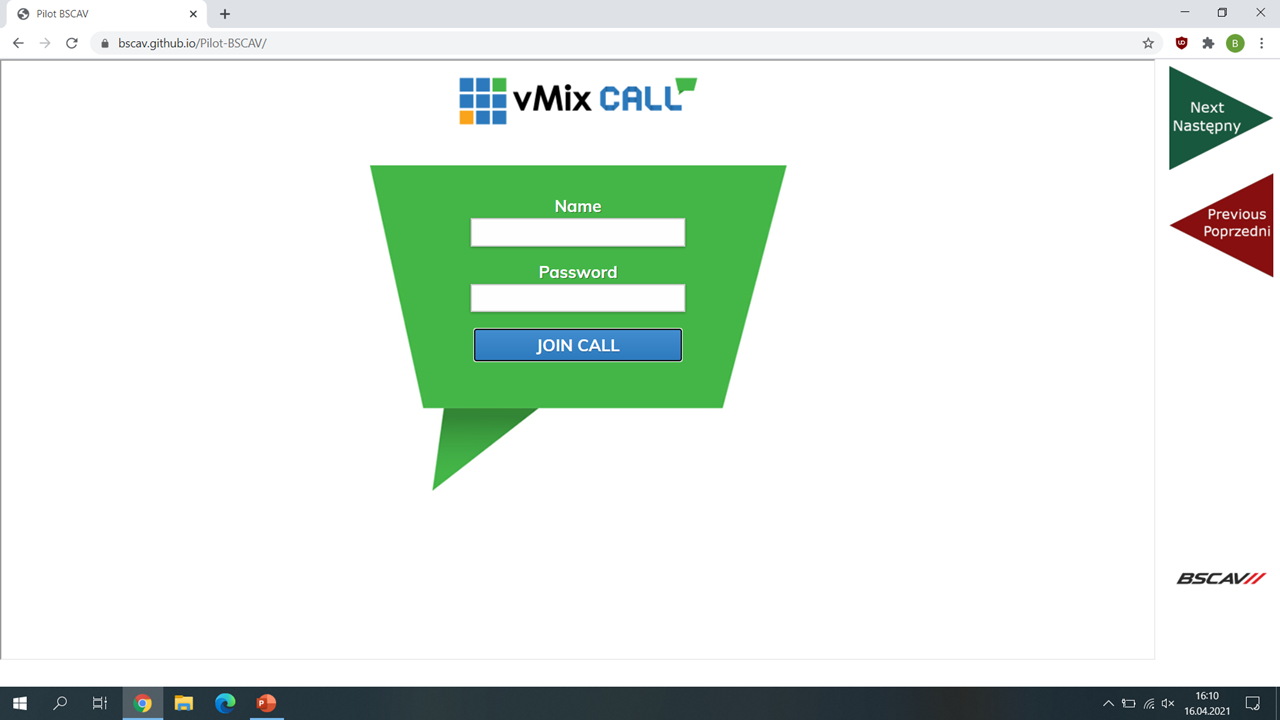 Pilot BSCAV
bscav.github.io/Pilot-BSCAV/
B
vMix CALL
Name
Password
JOIN CALL
Next
Następny
Previous
Poprzedni
BSCAV
P
16:10
16.04.2021